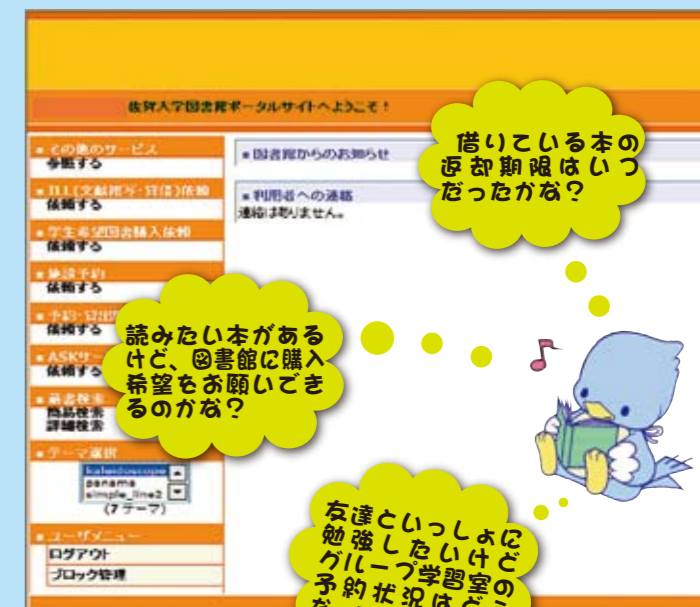 佐賀大学図書館ポータルサイトへようこそ！
■その他のサービス
参照する
■ILL(文献複写・貸借)依頼
依頼する
■学生希望図書購入依頼
依頼する
■施設予約
依頼する
■予約・貸出
依頼する
■ASKサー
依頼する
■蔵書検索
簡易検索
詳細検索
■テーマ選択
kaleidoscope
panama
simple_line2
(7 テーマ)
■ユーザメニュー
ログアウト
ブロック管理
■図書館からのお知らせ
■利用者への連絡
連絡はありません。
借りている本の
返却期限はいつ
だったかな？
読みたい本がある
けど、図書館に購入
希望をお願いでき
るのかな？
友達といっしょに
勉強したいけど
グループ学習室の
予約状況はどう